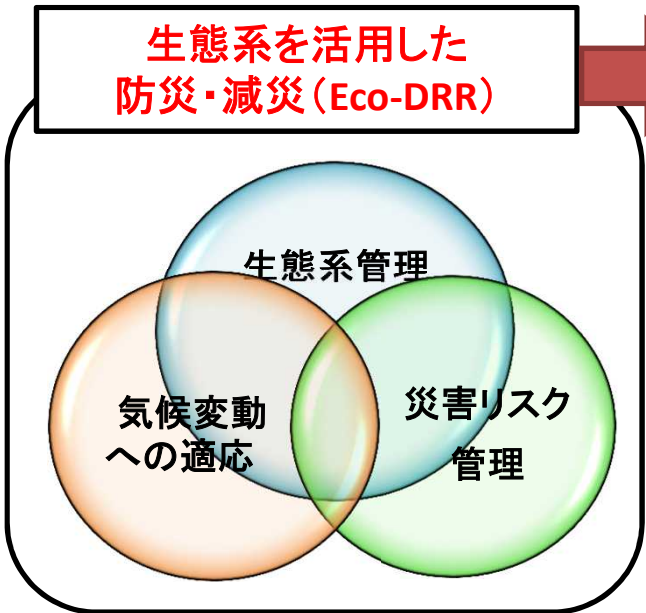 生態系を活用した
防災・減災(Eco-DRR)
生態系管理
気候変動
への適応
災害リスク
管理